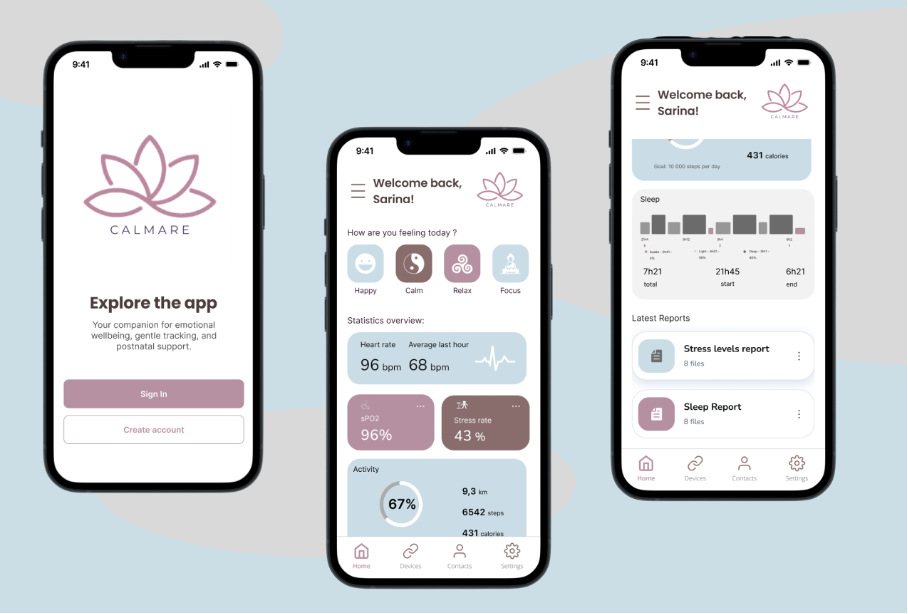 9:41
CALMARE
Explore the app
Your companion for emotional
wellbeing, gentle tracking, and
postnatal support.
Sign In
Create account
9:41
Welcome back,
Sarina!
CALMARE
How are you feeling today ?
Happy Calm Relax Focus
Statistics overview:
Heart rate Average last hour
96 bpm 68 bpm
sPO2
96%
Stress rate
43 %
Activity
67%
9,3 km
6542 steps
431 calories
Home Devices Contacts Settings
9:41
Welcome back,
Sarina!
CALMARE
431 calories
Goal: 10 000 steps per day
Sleep
7h21 21h45 6h21
total start end
Latest Reports
Stress levels report
8 files
Sleep Report
8 files
Home Devices Contacts Settings